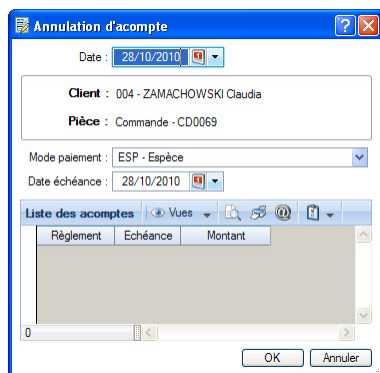 Annulation d'acompte
Date : 28/10/2010
Client : 004 - ZAMACHOWSKI Claudia
Pièce : Commande - CD0069
Mode paiement : ESP - Espèce
Date échéance : 28/10/2010
Liste des acomptes Vues
Règlement Echéance Montant
0
OK Annuler